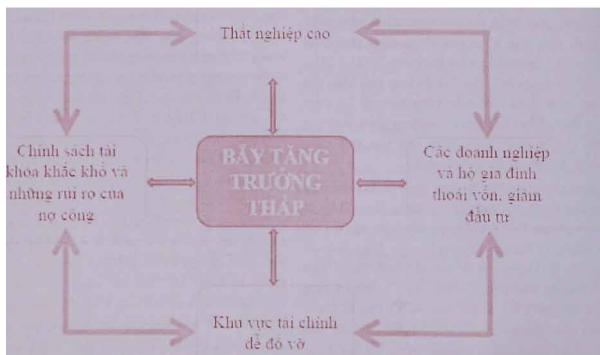 Thất nghiệp cao
Chính sách tài
khóa khắc khổ và
những rủi ro của
nợ công
BẪY TĂNG
TRƯỞNG
THẤP
Các doanh nghiệp
và hộ gia đình
thoái vốn, giảm
đầu tư
Khu vực tài chính
dễ đổ vỡ